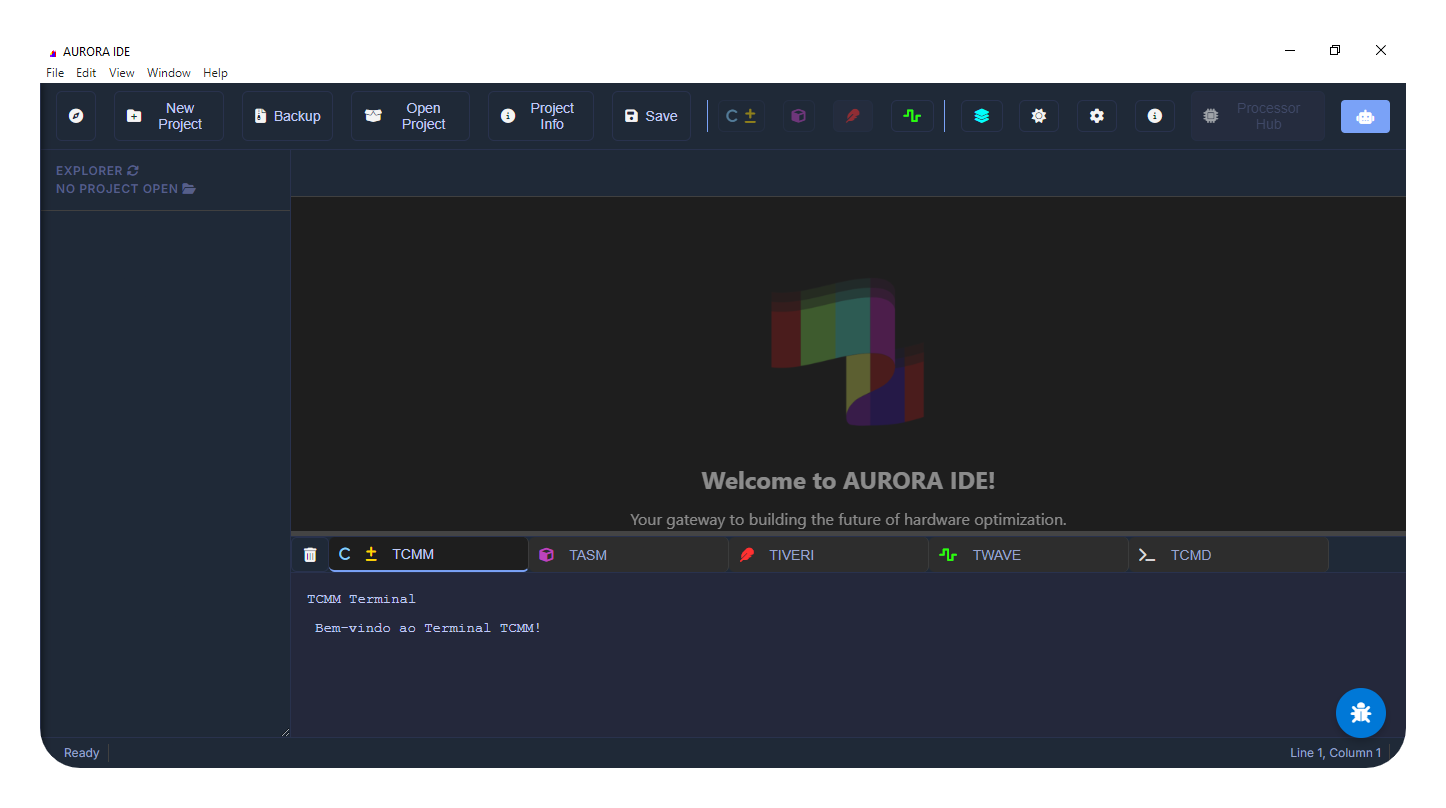 AURORA IDE
File Edit View Window Help
New Project
Backup
Open Project
Project Info
Save
C ±
Processor Hub
EXPLORER
NO PROJECT OPEN
Welcome to AURORA IDE!
Your gateway to building the future of hardware optimization.
C ± TCMM TASM TIVERI TWAVE TCMD
TCMM Terminal
Bem-vindo ao Terminal TCMM!
Ready Line 1, Column 1